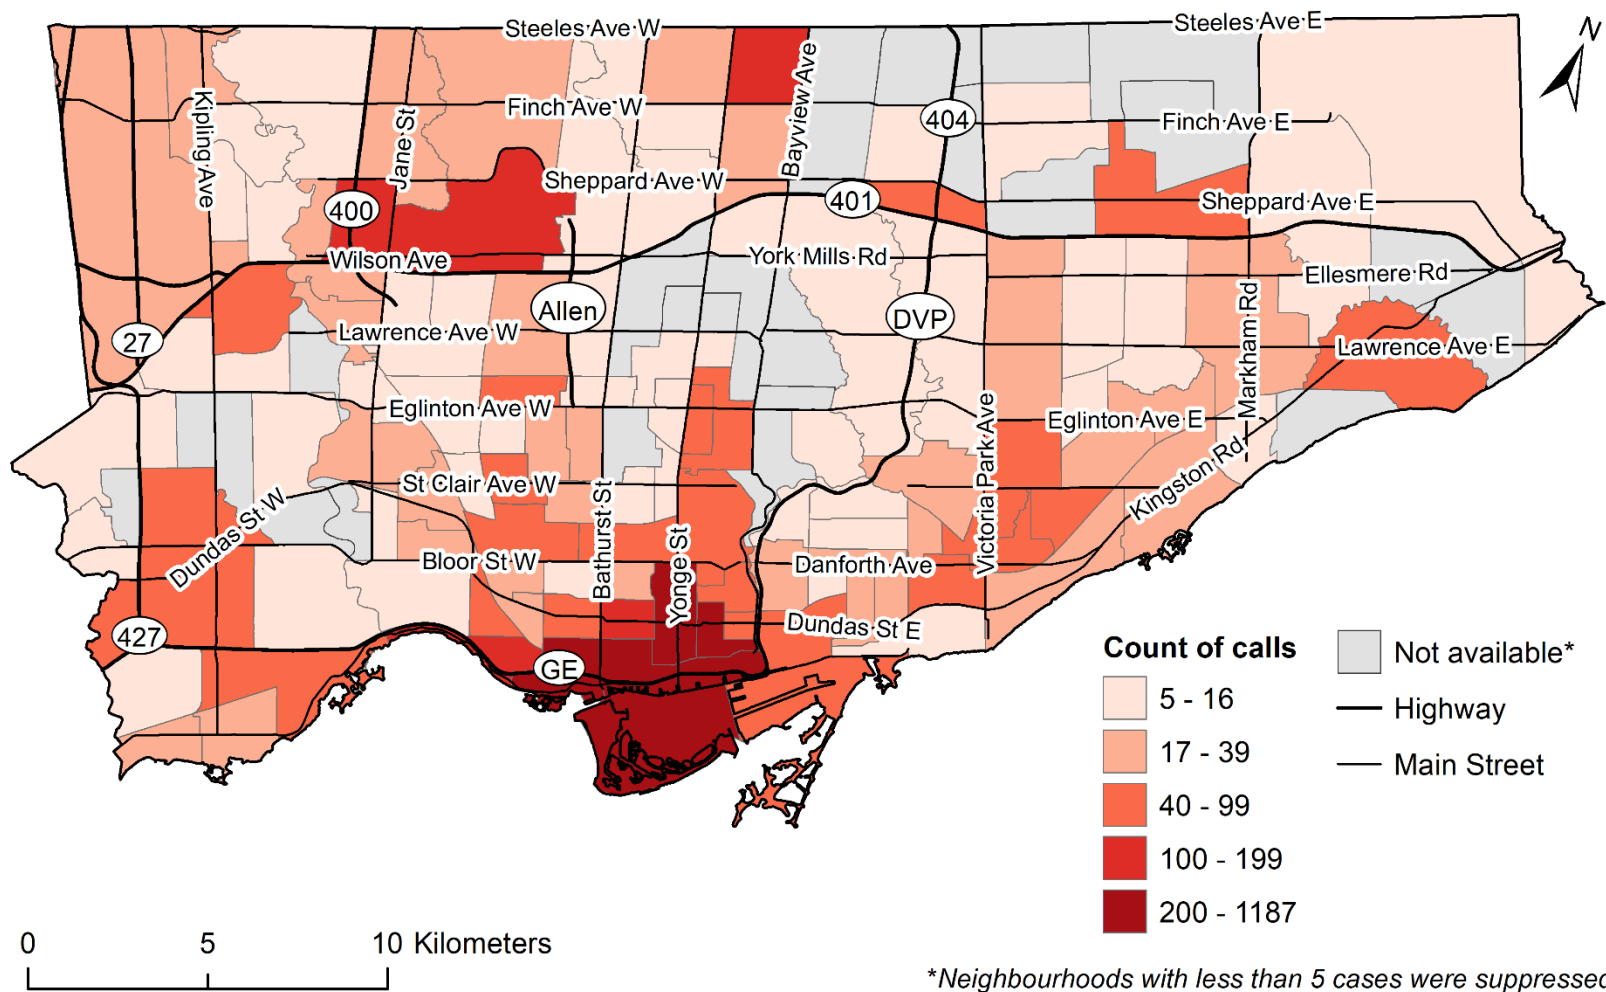 Steeles Ave W
Steeles Ave E
N
Bayview Ave
Kipling Ave
Jane St
Finch Ave W
404
Finch Ave E
Sheppard Ave W
400
401
Sheppard Ave E
Wilson Ave
York Mills Rd
Ellesmere Rd
Allen
DVP
Markham Rd
27
Lawrence Ave W
Lawrence Ave E
Eglinton Ave W
Eglinton Ave E
Victoria Park Ave
St Clair Ave W
Kingston Rd
Dundas St W
Bathurst St
Yonge St
Bloor St W
Danforth Ave
427
Dundas St E
GE
Count of calls
5 - 16
17 - 39
40 - 99
100 - 199
200 - 1187
Not available*
Highway
Main Street
0 5 10 Kilometers
*Neighbourhoods with less than 5 cases were suppressed